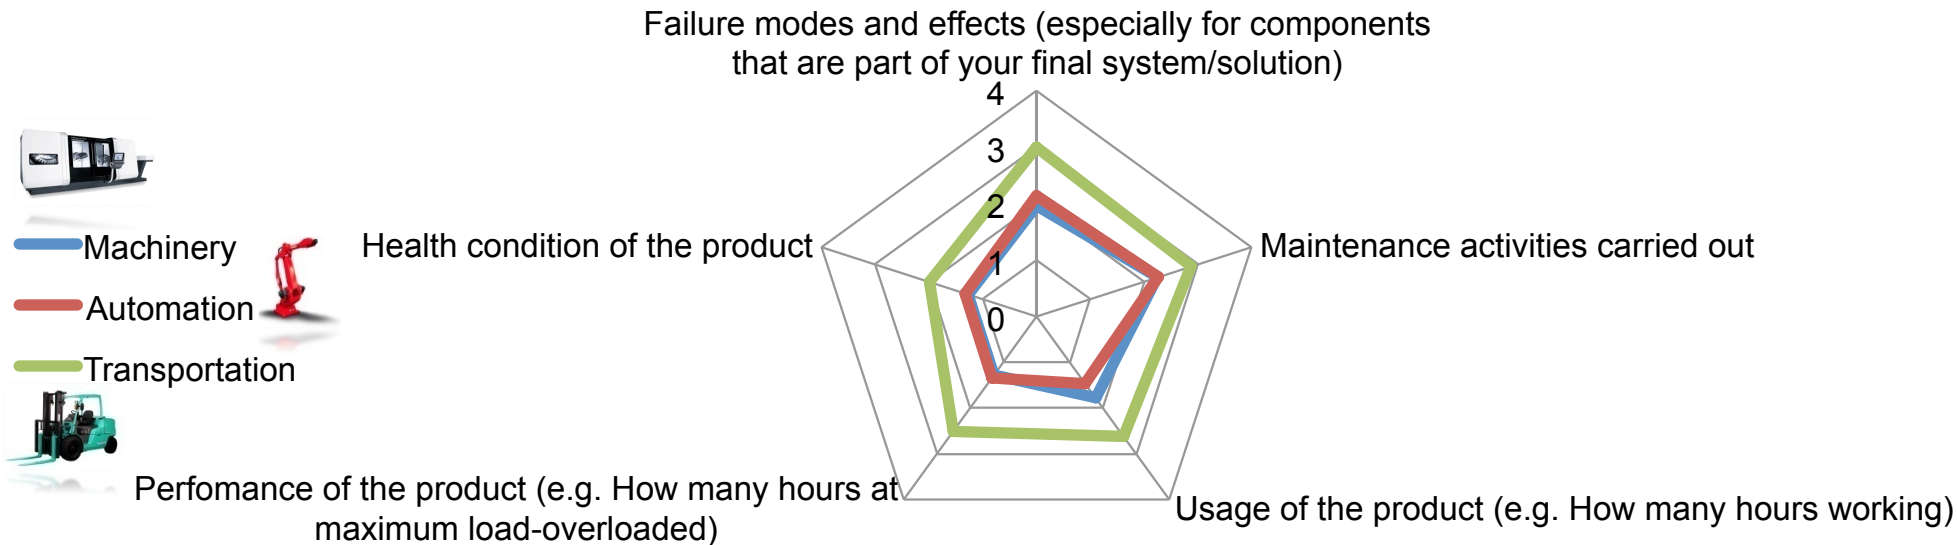 Failure modes and effects (especially for components
that are part of your final system/solution)
4
3
2
1
0
Machinery
Automation
Transportation
Health condition of the product
Maintenance activities carried out
Perfomance of the product (e.g. How many hours at
maximum load-overloaded)
Usage of the product (e.g. How many hours working)